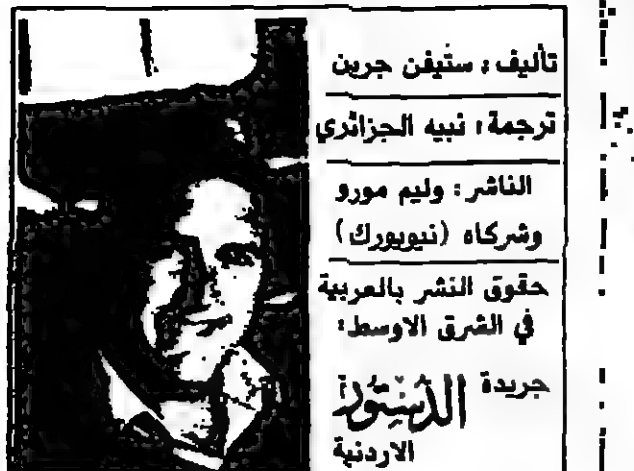 تأليف: ستيفن جرين
ترجمة: نبيه الجزائري
الناشر: وليم مورو
وشركاه (نيويورك)
حقوق النشر بالعربية
في الشرق الاوسط:
جريدة الدستور
الاردنية